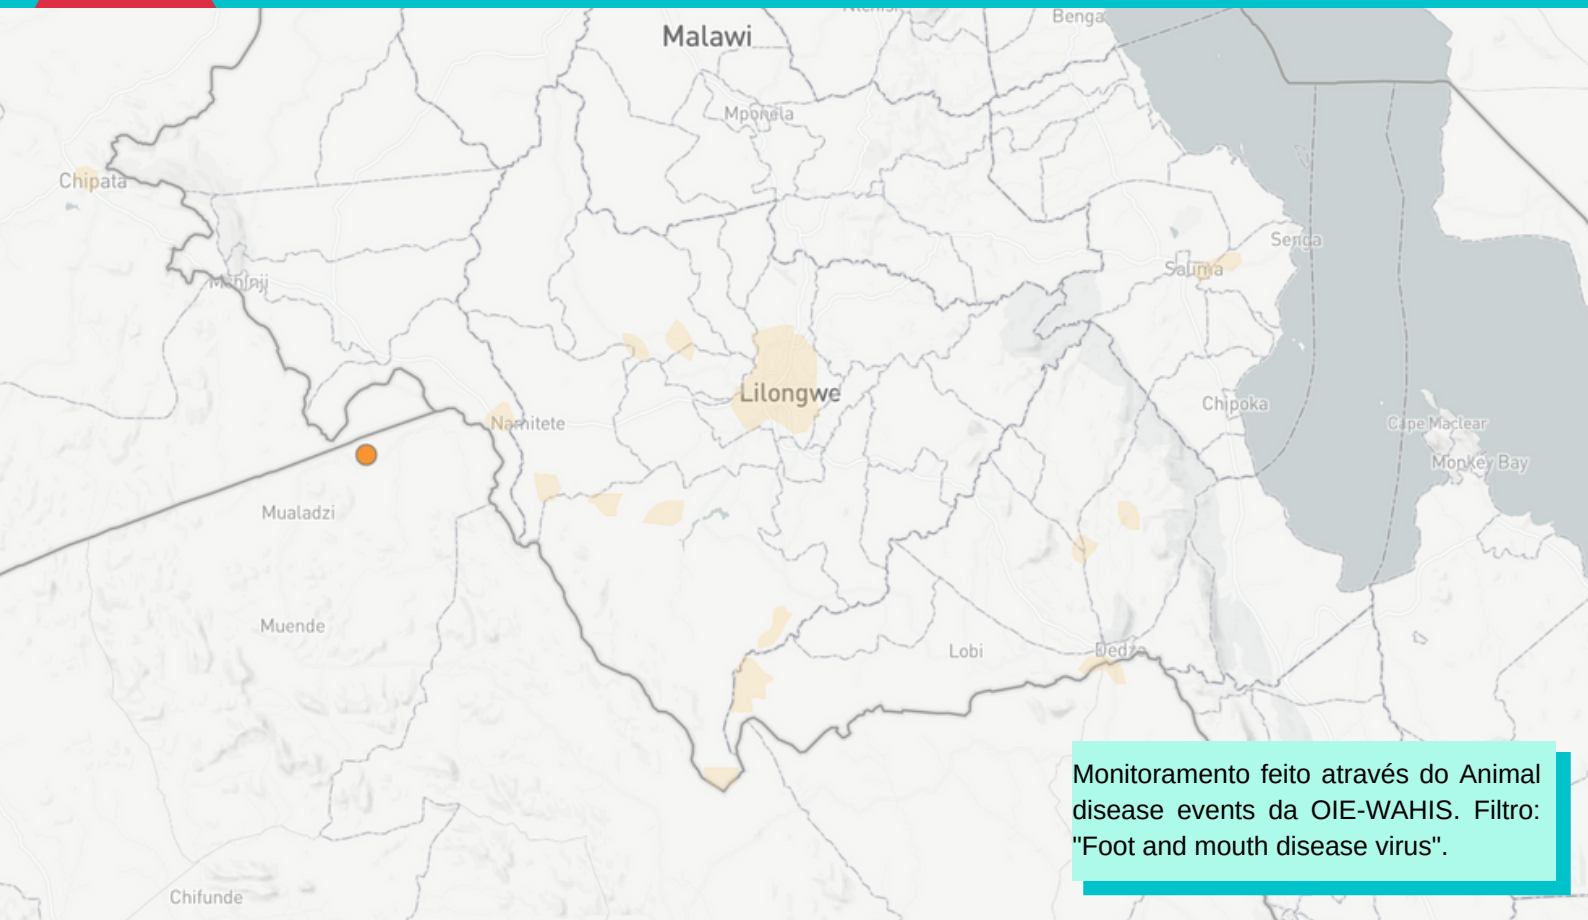 Benga
Malawi
Mponela
Chipata
Senga
Salima
Mchinji
Lilongwe
Chipoka
Cape Maclear
Namitete
Monkey Bay
Mualadzi
Muende
Lobi
Dedza
Monitoramento feito através do Animal
disease events da OIE-WAHIS. Filtro:
"Foot and mouth disease virus".
Chifunde